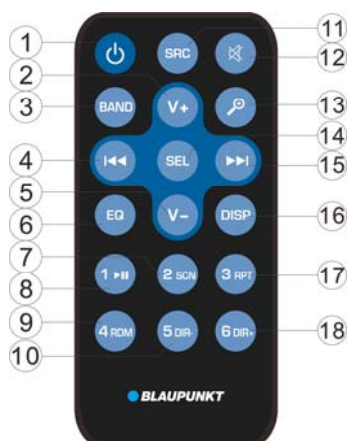 1
SRC
11
12
2
3
BAND
V+
13
14
4
SEL
15
5
6
EQ
V-
DISP
16
7
8
1
2 SCN
3 RPT
17
9
4 RDM
5 DIR-
6 DIR+
18
10
BLAUPUNKT